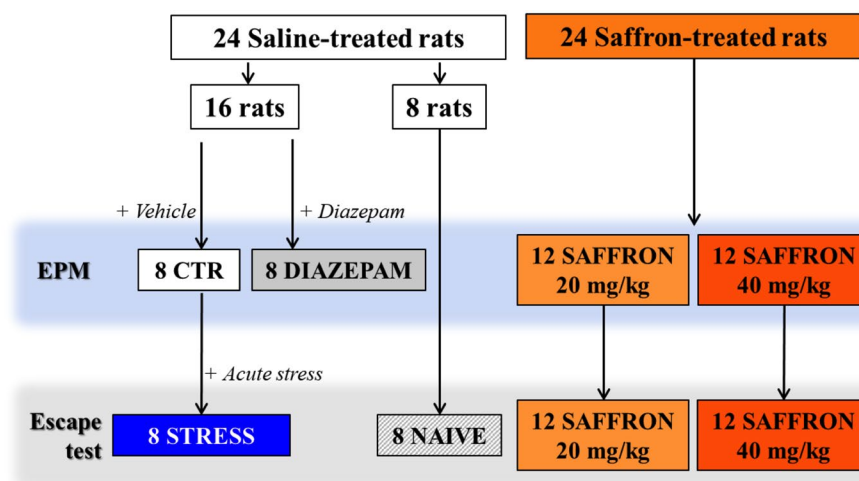 24 Saline-treated rats
24 Saffron-treated rats
16 rats
8 rats
+ Vehicle
+ Diazepam
EPM
8 CTR
8 DIAZEPAM
12 SAFFRON
20 mg/kg
12 SAFFRON
40 mg/kg
+ Acute stress
Escape
test
8 STRESS
8 NAIVE
12 SAFFRON
20 mg/kg
12 SAFFRON
40 mg/kg